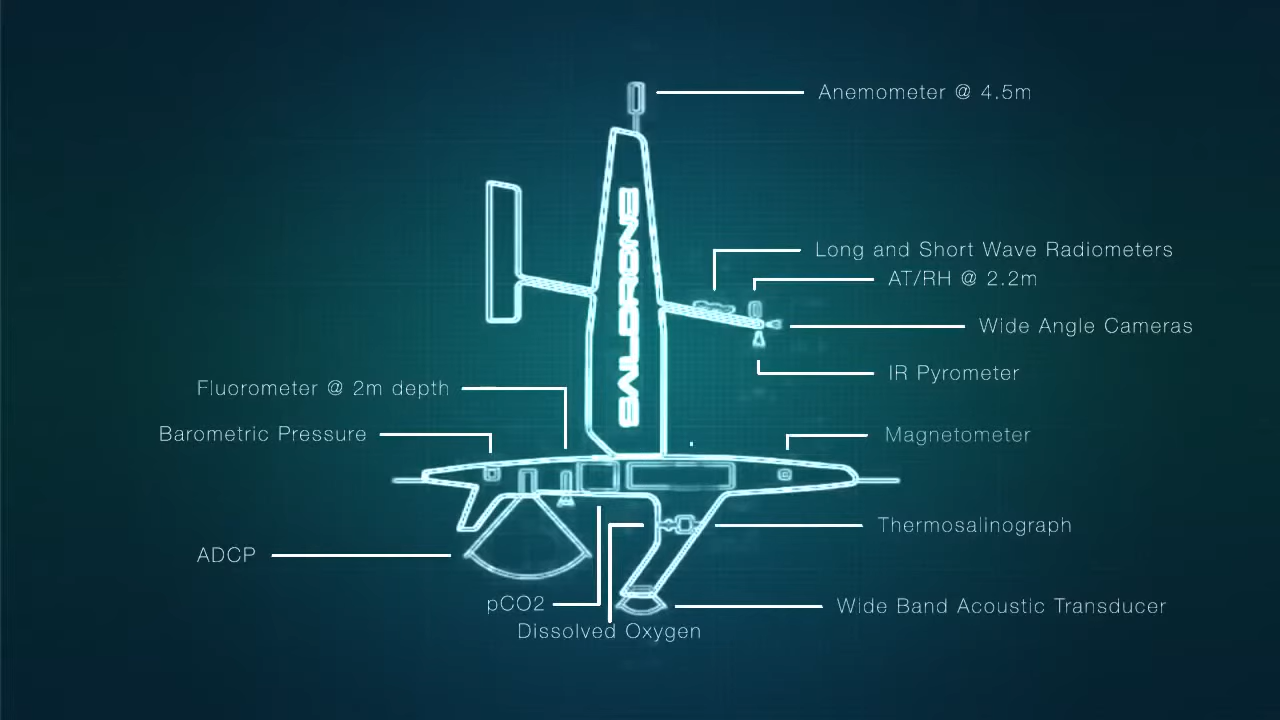 Anemometer @ 4.5m
SAILDRONE
Long and Short Wave Radiometers
AT/RH @ 2.2m
Wide Angle Cameras
IR Pyrometer
Fluorometer @ 2m depth
Barometric Pressure
Magnetometer
Thermosalinograph
ADCP
pCO2
Wide Band Acoustic Transducer
Dissolved Oxygen